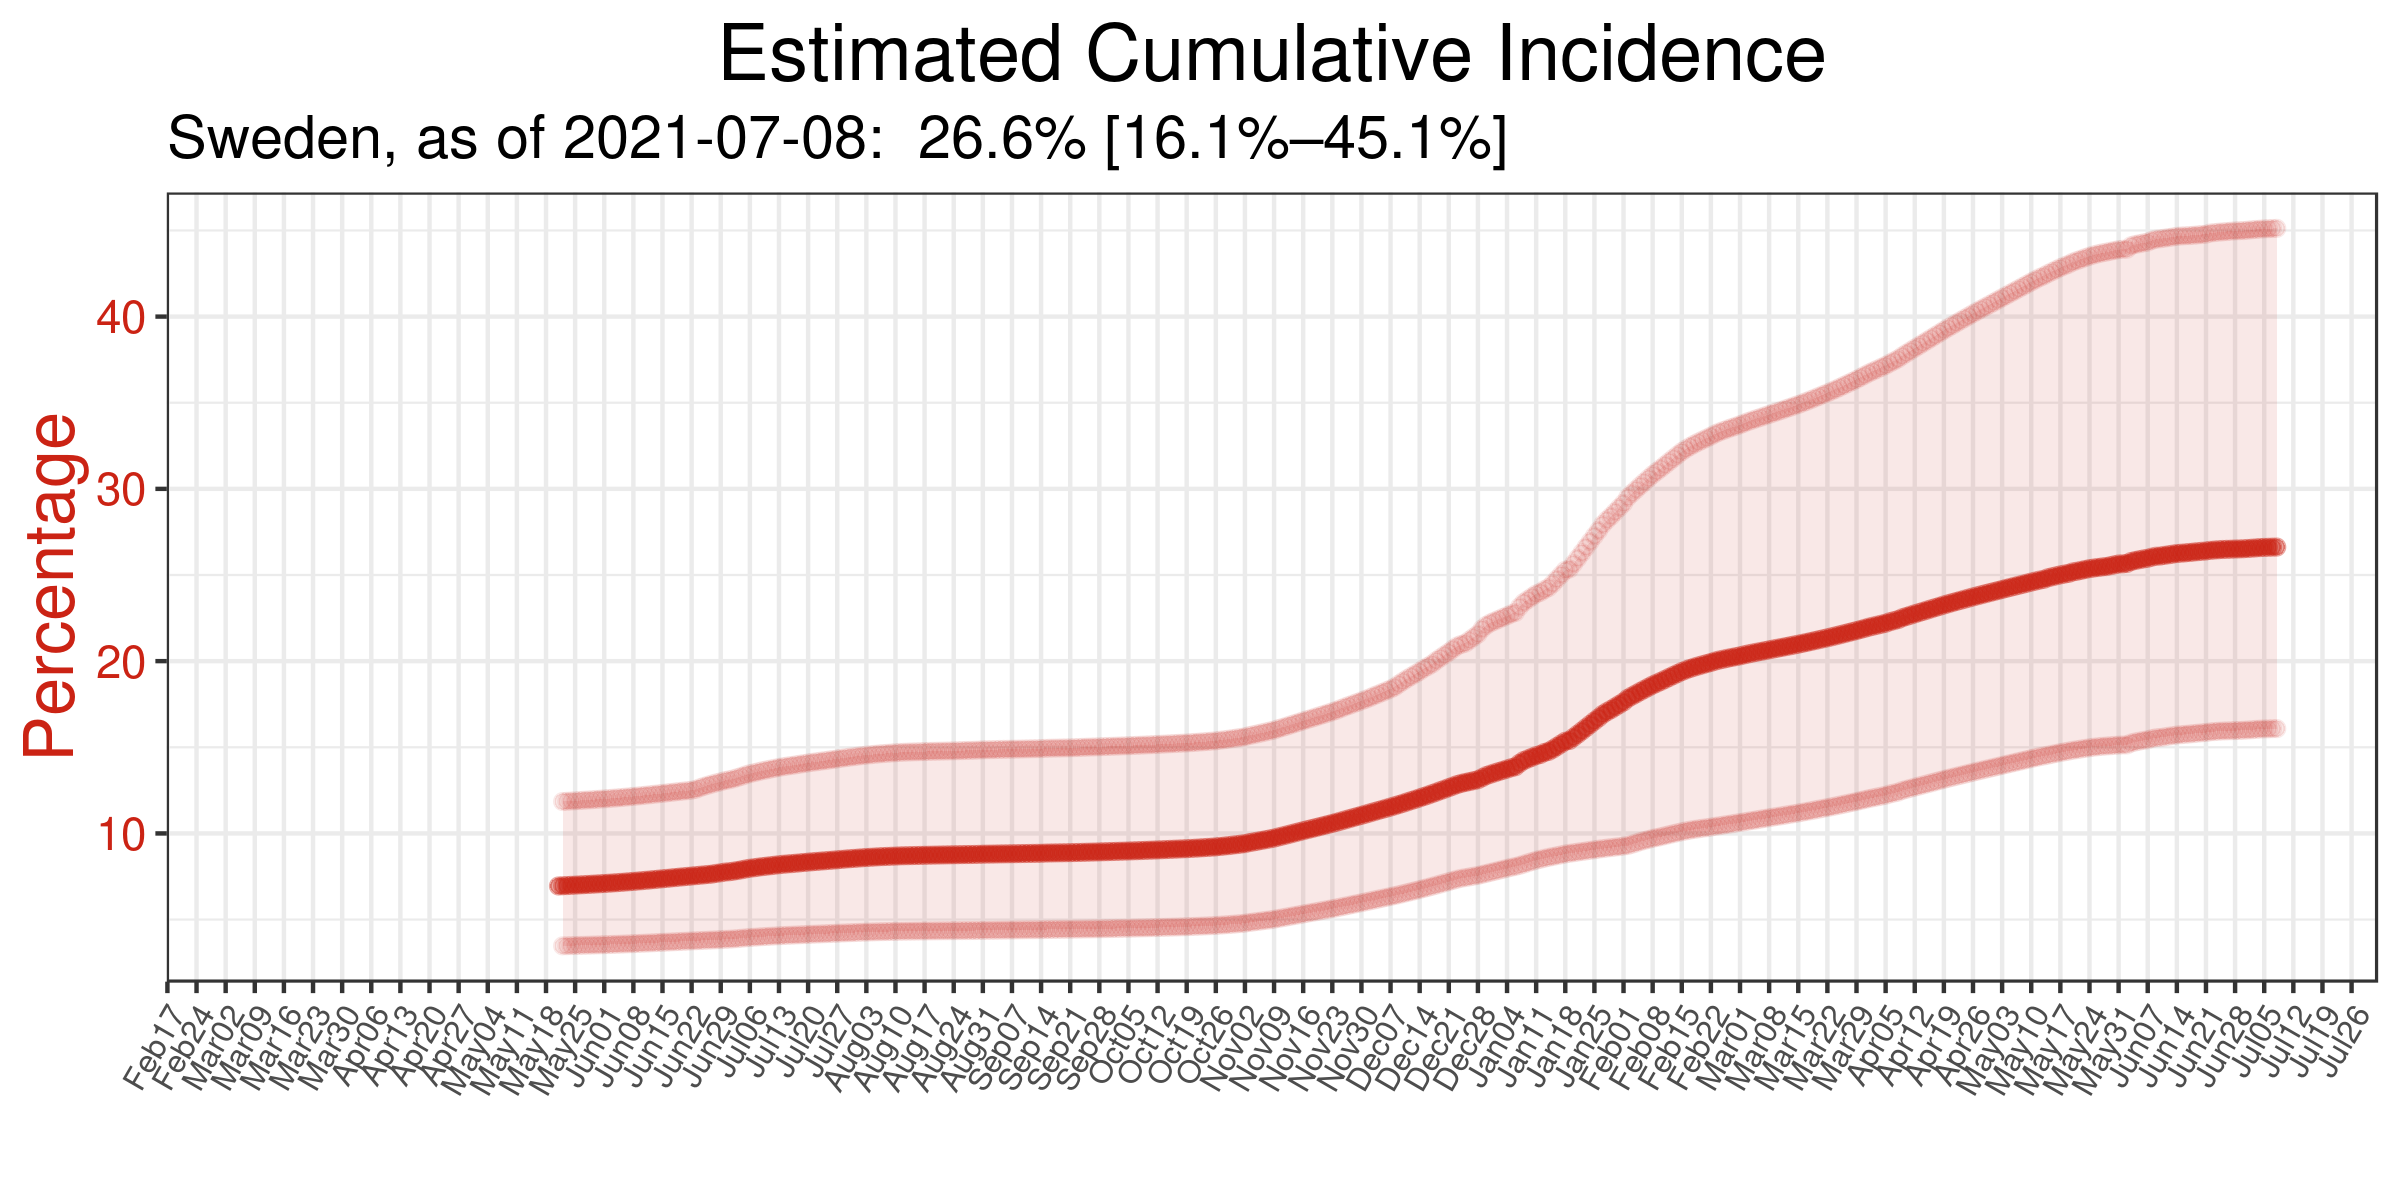 Estimated Cumulative Incidence
Sweden, as of 2021-07-08:  26.6% [16.1%–45.1%]
Percentage
40
30
20
10
Feb17
Feb24
Mar02
Mar09
Mar16
Mar23
Mar30
Apr06
Apr13
Apr20
Apr27
May04
May11
May18
May25
Jun01
Jun08
Jun15
Jun22
Jun29
Jul06
Jul13
Jul20
Jul27
Aug03
Aug10
Aug17
Aug24
Aug31
Sep07
Sep14
Sep21
Sep28
Oct05
Oct12
Oct19
Oct26
Nov02
Nov09
Nov16
Nov23
Nov30
Dec07
Dec14
Dec21
Dec28
Jan04
Jan11
Jan18
Jan25
Feb01
Feb08
Feb15
Feb22
Mar01
Mar08
Mar15
Mar22
Mar29
Apr05
Apr12
Apr19
Apr26
May03
May10
May17
May24
May31
Jun07
Jun14
Jun21
Jun28
Jul05
Jul12
Jul19
Jul26